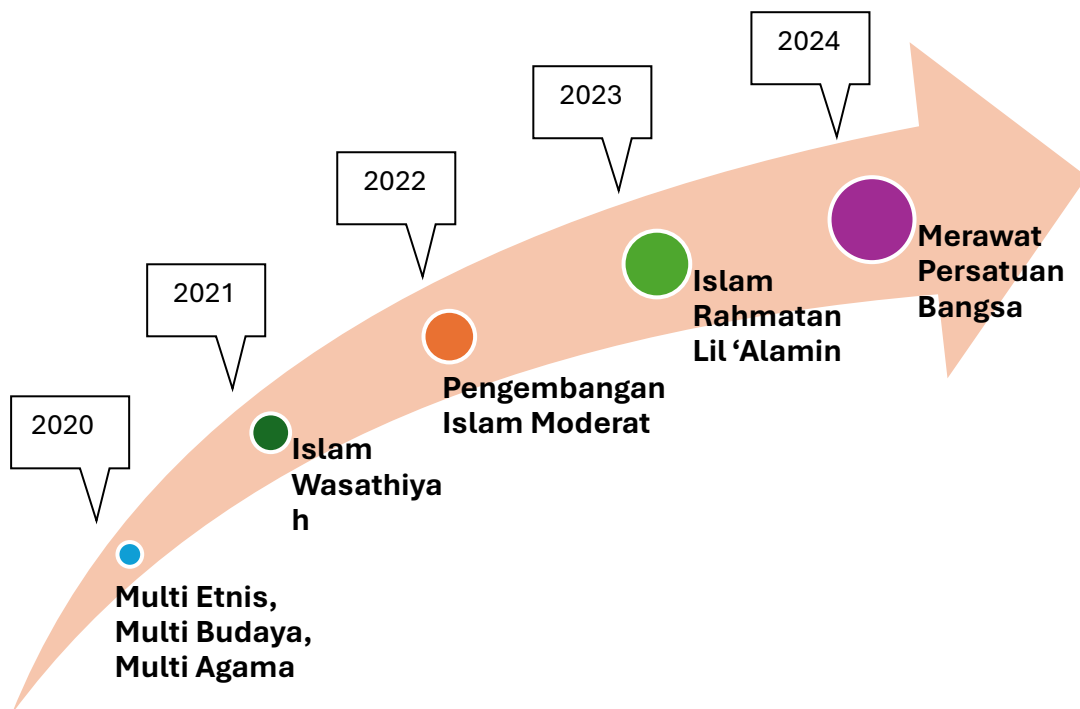 2020
Multi Etnis,
Multi Budaya,
Multi Agama
2021
Islam
Wasathiya
h
2022
Pengembangan
Islam Moderat
2023
Islam
Rahmatan
Lil ‘Alamin
2024
Merawat
Persatuan
Bangsa